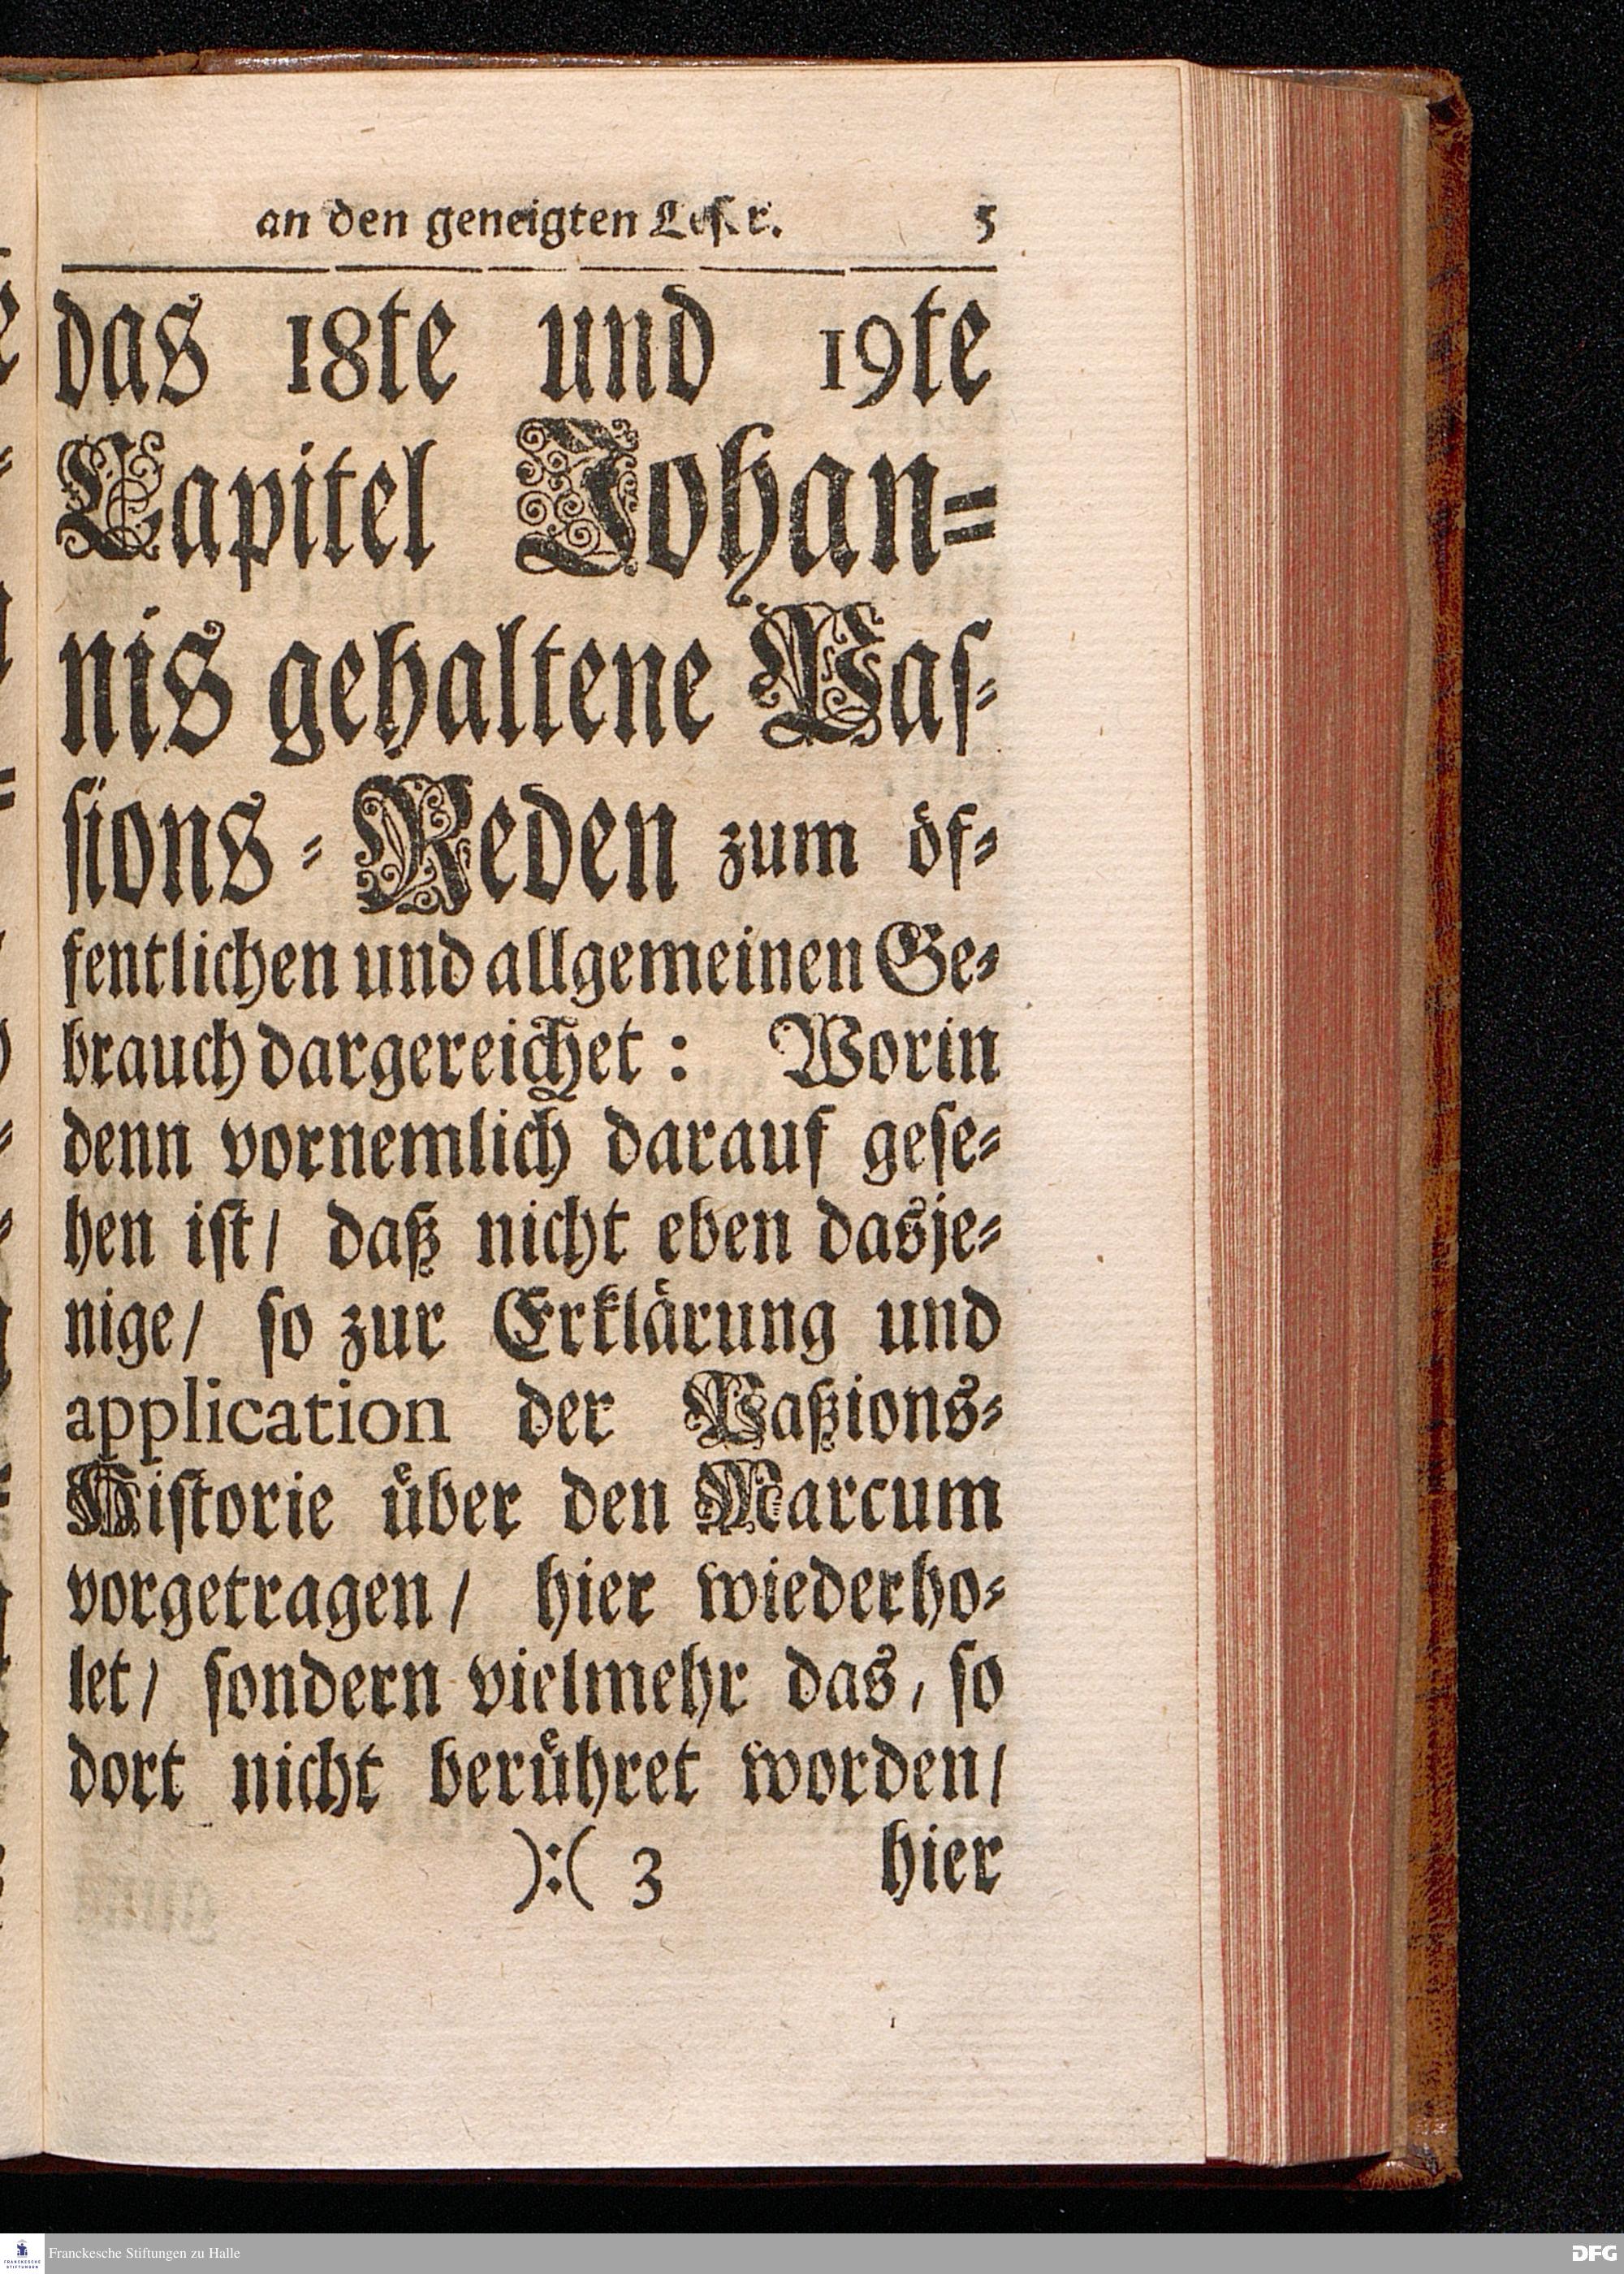 an den geneigten Leser. 5
das 18te und 19te
Capitel Johan=
nis gehaltene Pas=
sions=Reden zum öf=
fentlichen und allgemeinen Ge=
brauch dargereichet: Worin
denn vornemlich darauf gese=
hen ist/ daß nicht eben dasje=
nige/ so zur Erklärung und
application der Paßions=
Historie über den Marcum
vorgetragen/ hier wiederho=
let/ sondern vielmehr das, so
dort nicht berühret worden/
):( 3 hier
Franckesche Stiftungen zu Halle
DFG